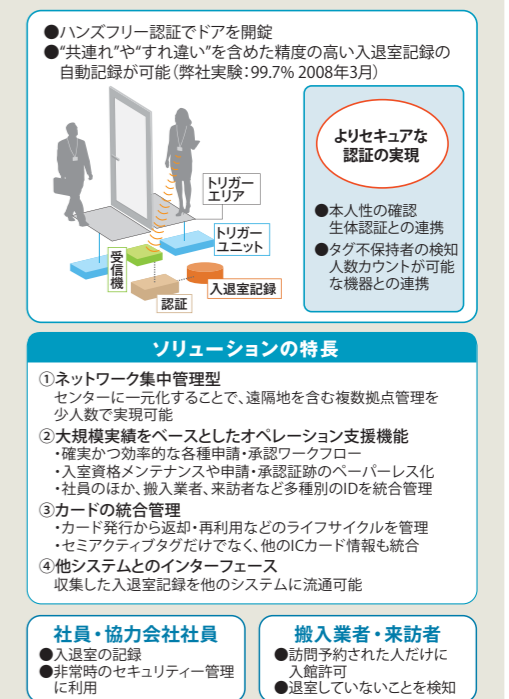 ●ハンズフリー認証でドアを開錠
●“共連れ”や“すれ違い”を含めた精度の高い入退室記録の
自動記録が可能（弊社実験：99.7% 2008年3月）
トリガー
エリア
トリガー
ユニット
受信機
入退室記録
認証
よりセキュアな
認証の実現
●本人性の確認
生体認証との連携
●タグ不保持者の検知
人数カウントが可能
な機器との連携
ソリューションの特長
①ネットワーク集中管理型
センターに一元化することで、遠隔地を含む複数拠点管理を
少人数で実現可能
②大規模実績をベースとしたオペレーション支援機能
・確実かつ効率的な各種申請・承認ワークフロー
・入室資格メンテナンスや申請・承認証跡のペーパーレス化
・社員のほか、搬入業者、来訪者など多種別のIDを統合管理
③カードの統合管理
・カード発行から返却・再利用などのライフサイクルを管理
・セミアクティブタグだけでなく、他のICカード情報も統合
④他システムとのインターフェース
収集した入退室記録を他のシステムに流通可能
社員・協力会社社員
●入退室の記録
●非常時のセキュリティー管理
に利用
搬入業者・来訪者
●訪問予約された人だけに
入館許可
●退室していないことを検知